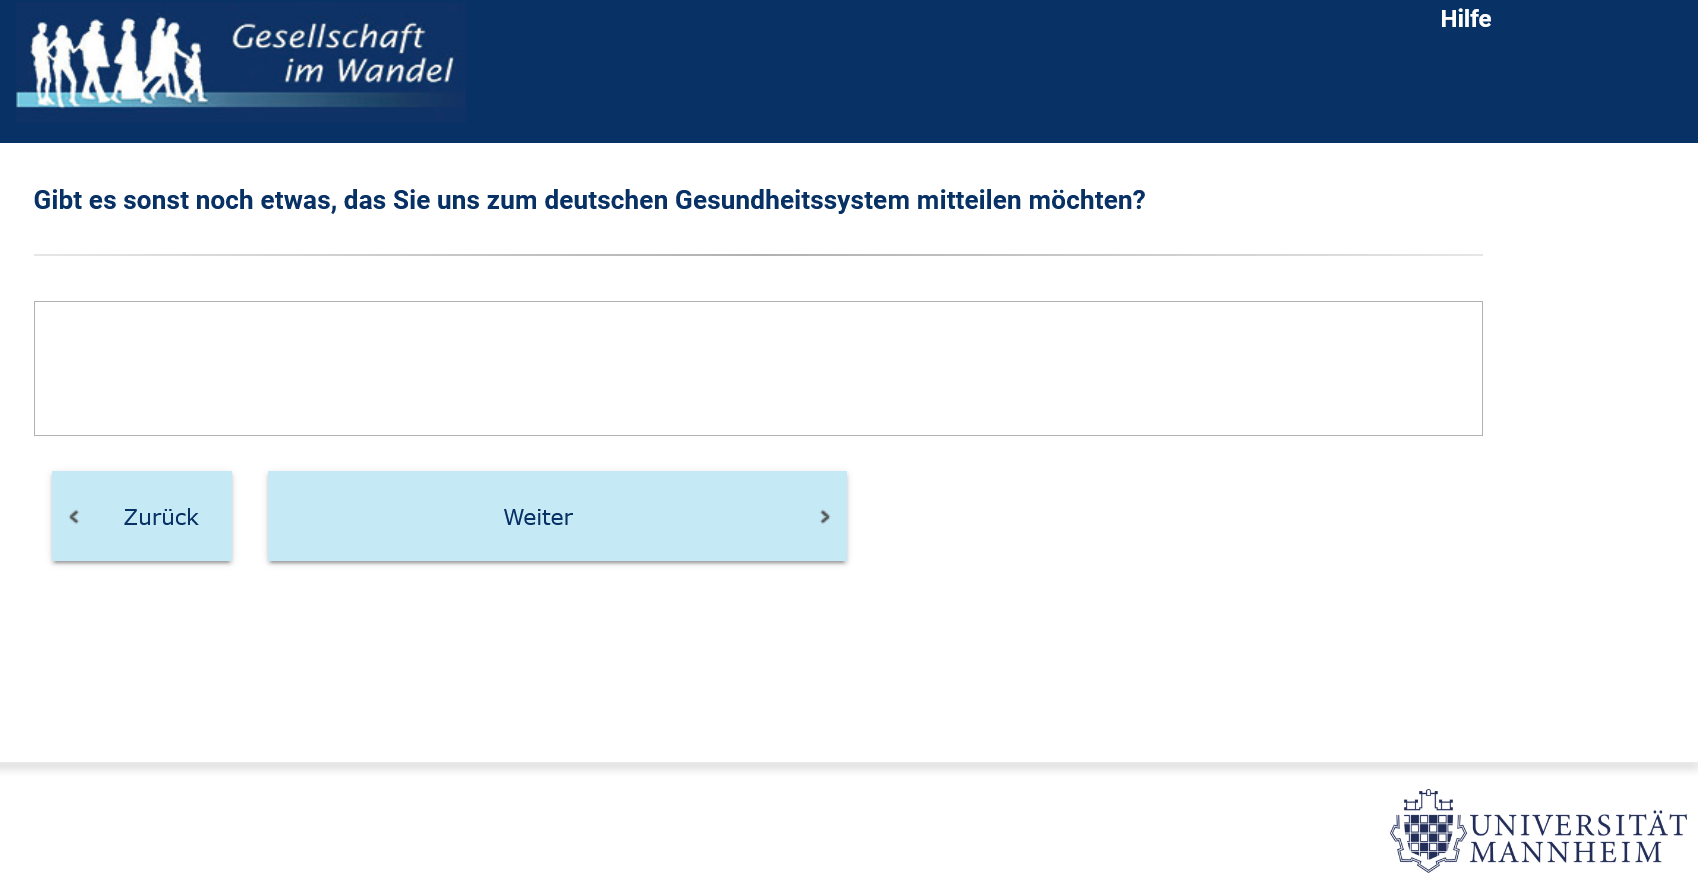 Gesellschaft
im Wandel
Hilfe
Gibt es sonst noch etwas, das Sie uns zum deutschen Gesundheitssystem mitteilen möchten?
Zurück
Weiter
UNIVERSITÄT
MANNHEIM